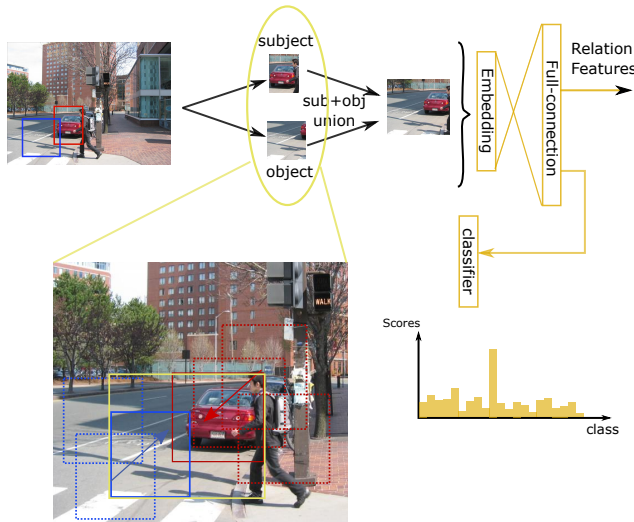 subject
sub+obj
union
object
Embedding
Full-connection
Relation
Features
classifier
WALK
Scores
class